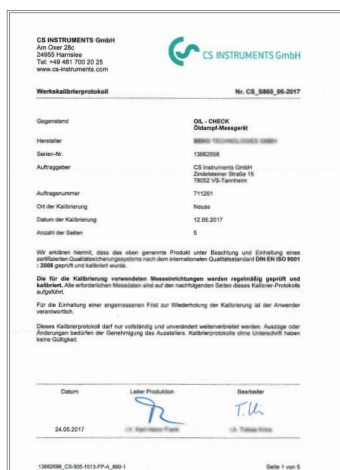 CS INSTRUMENTS GmbH
Am Oxer 28c
24955 Harrislee
Tel: +49 461 700 20 25
www.cs-instruments.com
CS INSTRUMENTS GmbH
Werkskalibrierprotokoll Nr. CS_5868_05-2017
Gegenstand OIL - CHECK
Öldampf-Messgerät
Hersteller
Serien-Nr. 13662698
Auftraggeber CS Instruments GmbH
Zindelsteiner Straße 15
78052 VS-Tannheim
Auftragsnummer 711261
Ort der Kalibrierung Neuss
Datum der Kalibrierung 12.05.2017
Anzahl der Seiten 5
Wir erklären hiermit, dass das oben genannte Produkt unter Beachtung und Einhaltung eines
zertifizierten Qualitätssicherungssystems nach dem internationalen Qualitätsstandard DIN EN ISO 9001
: 2008 geprüft und kalibriert wurde.
Die für die Kalibrierung verwendeten Messeinrichtungen werden regelmäßig geprüft und
kalibriert. Alle erforderlichen Messdaten sind auf den nachfolgenden Seiten dieses Kalibrier-Protokolls
aufgeführt.
Für die Einhaltung einer angemessenen Frist zur Wiederholung der Kalibrierung ist der Anwender
verantwortlich.
Dieses Kalibrierprotokoll darf nur vollständig und unverändert weiterverbreitet werden. Auszüge oder
Änderungen bedürfen der Genehmigung des Ausstellers. Kalibrierprotokolle ohne Unterschrift haben
keine Gültigkeit.
Datum Leiter Produktion Bearbeiter
24.05.2017
13662698_CS-505-1013-FP-A_860-1 Seite 1 von 5